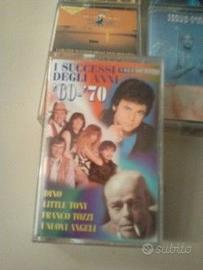 I SUCCESSI
DEGLI ANNI
'60-'70
DINO
LITTLE TONY
FRANCO TOZZI
I NUOVI ANGELI
subito